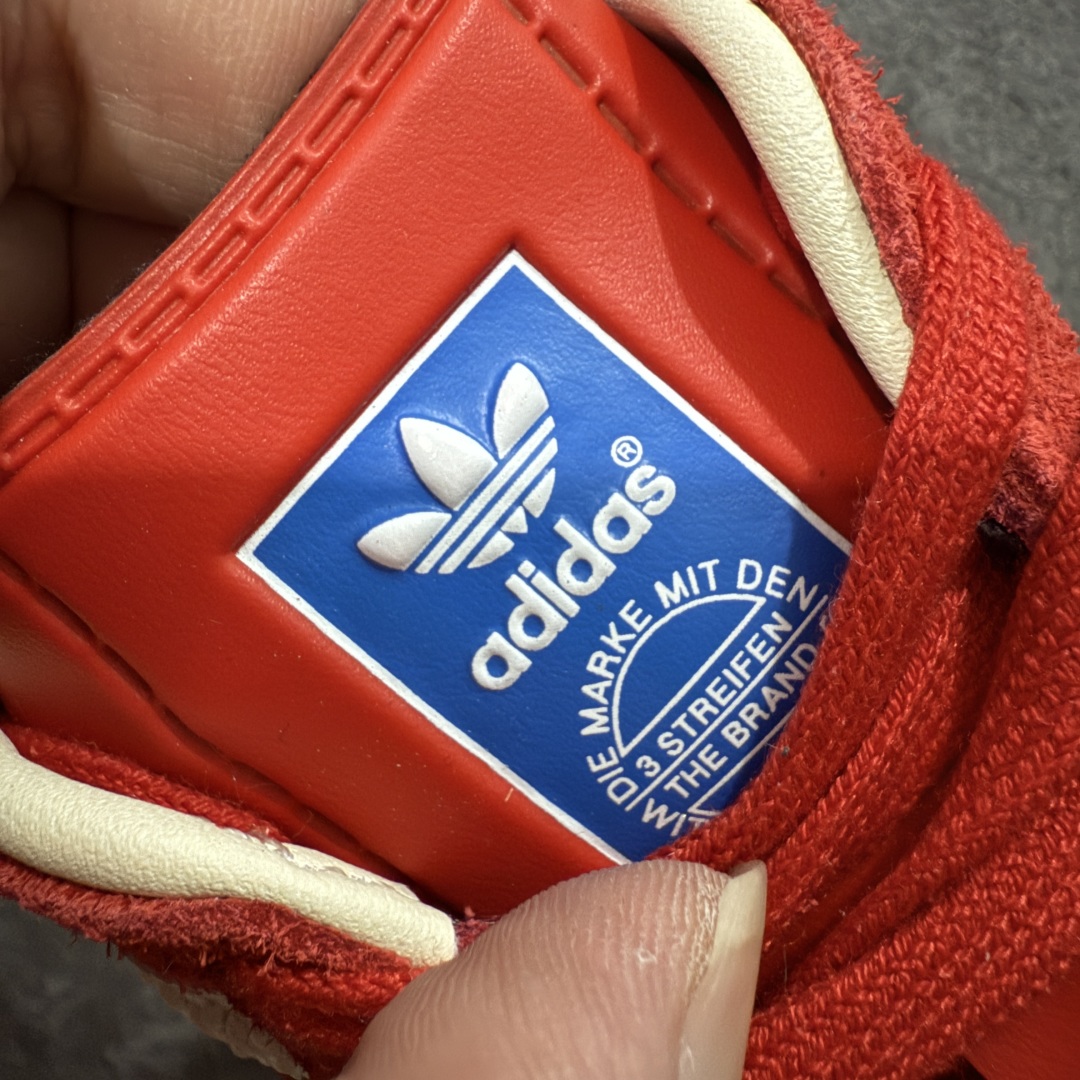 adidas®
DIE MARKE MIT DEN
3 STREIFEN
THE BRAND